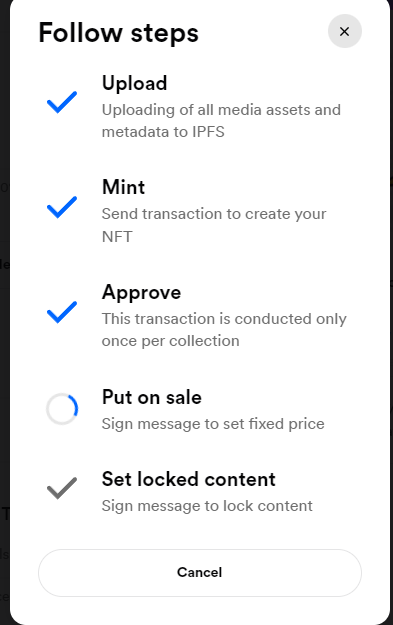 Follow steps
Upload
Uploading of all media assets and
metadata to IPFS
Mint
Send transaction to create your
NFT
Approve
This transaction is conducted only
once per collection
Put on sale
Sign message to set fixed price
Set locked content
Sign message to lock content
Cancel